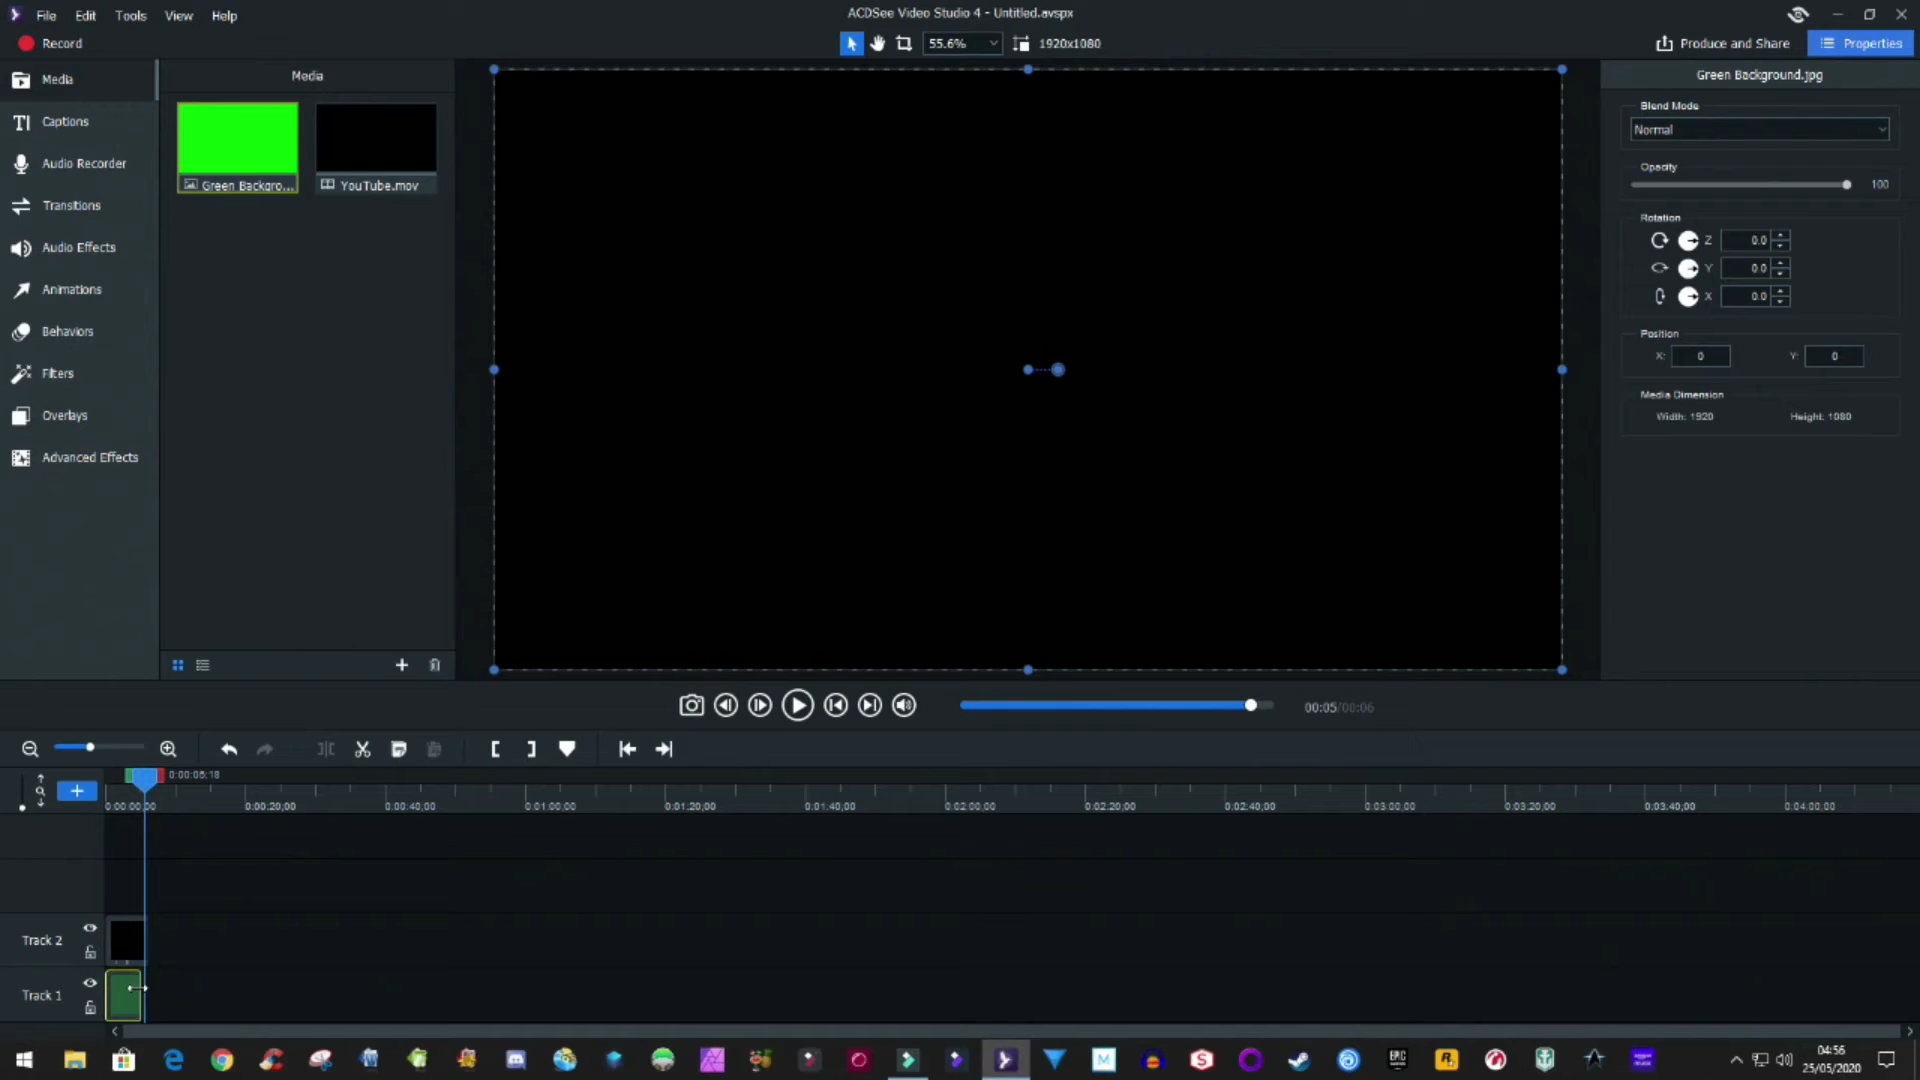 File Edit Tools View Help
ACDSee Video Studio 4 - Untitled.avspx
Record
55.6%
1920x1080
Produce and Share
Properties
Media
Captions
Audio Recorder
Transitions
Audio Effects
Animations
Behaviors
Filters
Overlays
Advanced Effects
Media
Green Backgro...
YouTube.mov
Green Background.jpg
Blend Mode
Normal
Opacity
100
Rotation
Z 0.0
Y 0.0
X 0.0
Position
X: 0 Y: 0
Media Dimension
Width: 1920 Height: 1080
00:05/00:06
0:00:05:18
0:00:00;00 0:00:20;00 0:00:40;00 0:01:00;00 0:01:20;00 0:01:40;00 0:02:00;00 0:02:20;00 0:02:40;00 0:03:00;00 0:03:20;00 0:03:40;00 0:04:00;00
Track 2
Track 1
04:56
25/05/2020